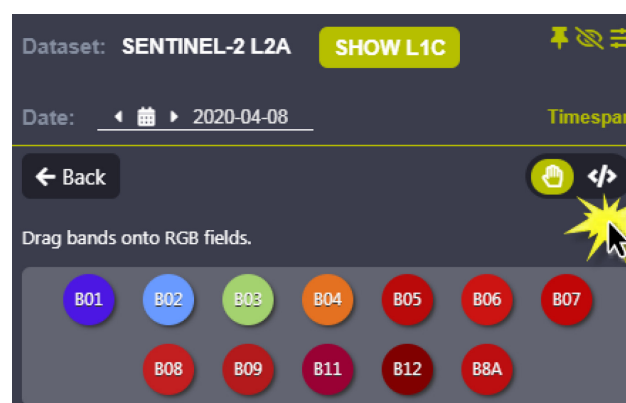 Dataset: SENTINEL-2 L2A SHOW L1C
Date: 2020-04-08 Timespan
Back </>
Drag bands onto RGB fields.
B01 B02 B03 B04 B05 B06 B07
B08 B09 B11 B12 B8A